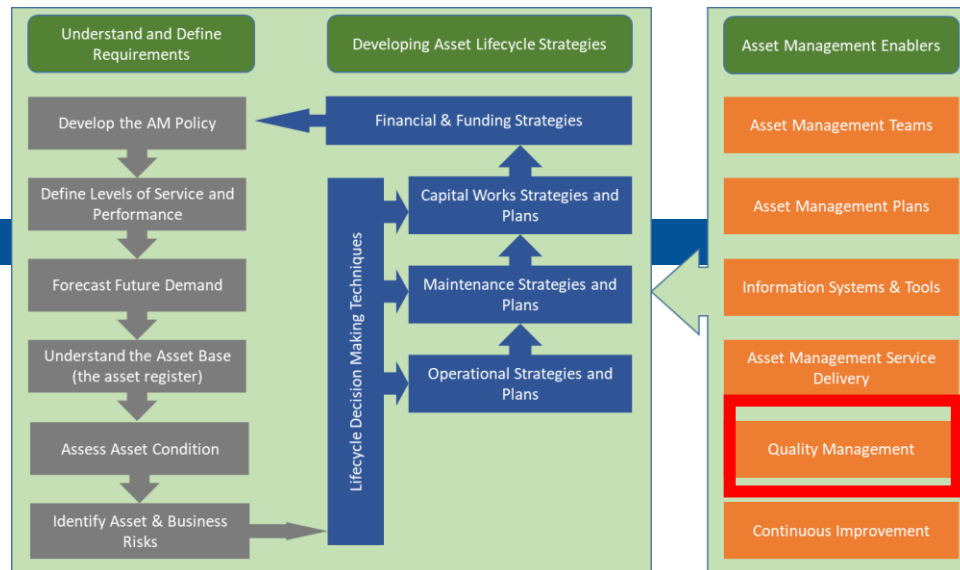 Understand and Define
Requirements
Develop the AM Policy
Define Levels of Service and
Performance
Forecast Future Demand
Understand the Asset Base
(the asset register)
Assess Asset Condition
Identify Asset & Business
Risks
Developing Asset Lifecycle Strategies
Financial & Funding Strategies
Lifecycle Decision Making Techniques
Capital Works Strategies and
Plans
Maintenance Strategies and
Plans
Operational Strategies and
Plans
Asset Management Enablers
Asset Management Teams
Asset Management Plans
Information Systems & Tools
Asset Management Service
Delivery
Quality Management
Continuous Improvement